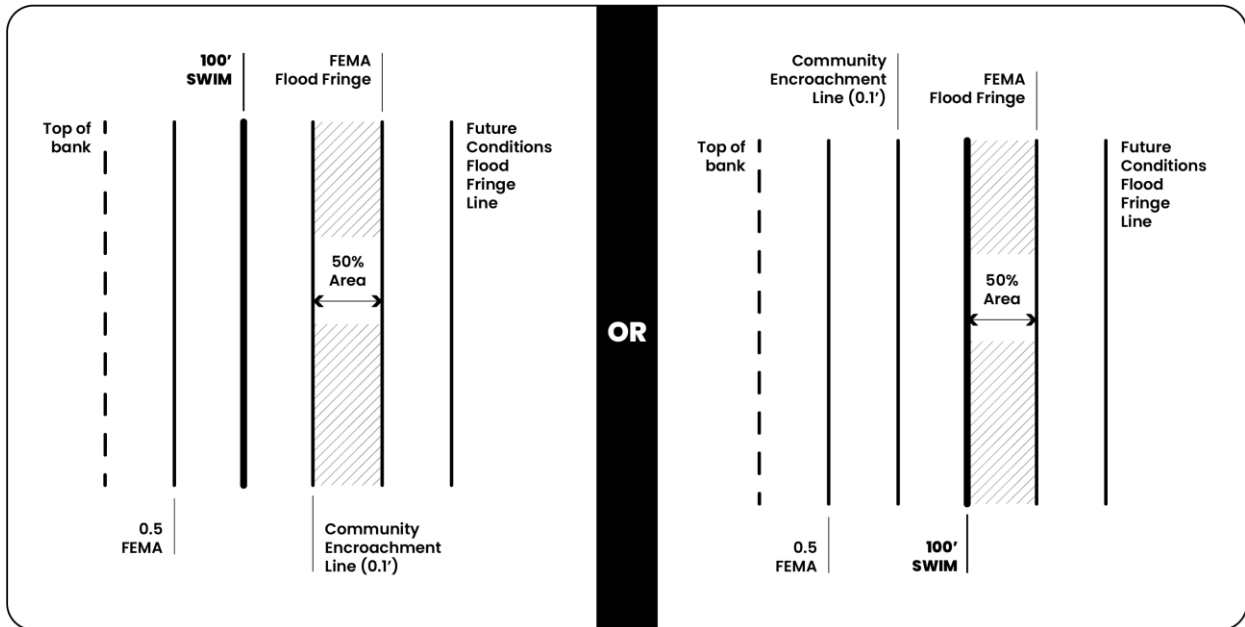 100’
SWIM
FEMA
Flood Fringe
Top of
bank
Future
Conditions
Flood
Fringe
Line
50%
Area
0.5
FEMA
Community
Encroachment
Line (0.1’)
OR
Community
Encroachment
Line (0.1’)
FEMA
Flood Fringe
Top of
bank
Future
Conditions
Flood
Fringe
Line
50%
Area
0.5
FEMA
100’
SWIM